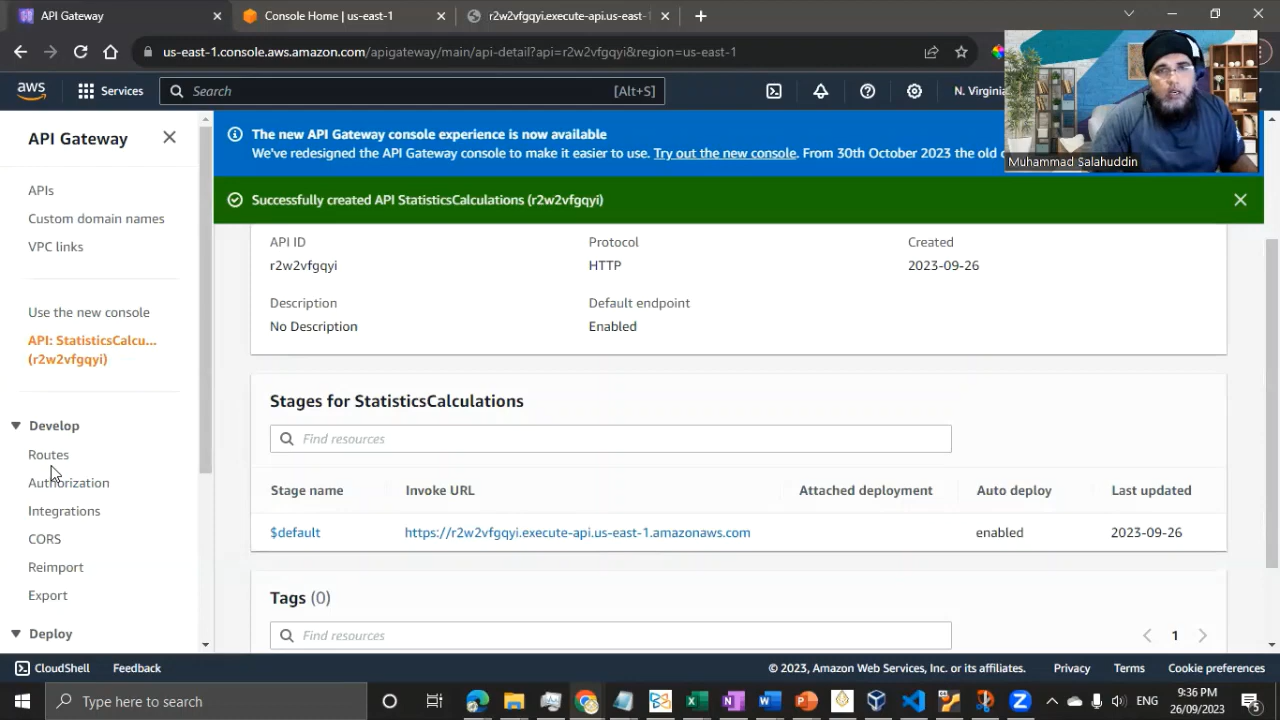 API Gateway
Console Home | us-east-1
r2w2vfgqyi.execute-api.us-east-1
us-east-1.console.aws.amazon.com/apigateway/main/api-detail?api=r2w2vfgqyi&region=us-east-1
aws
Services
Search
[Alt+S]
N. Virginia
Muhammad Salahuddin
API Gateway
APIs
Custom domain names
VPC links
Use the new console
API: StatisticsCalcu...
(r2w2vfgqyi)
Develop
Routes
Authorization
Integrations
CORS
Reimport
Export
Deploy
The new API Gateway console experience is now available
We've redesigned the API Gateway console to make it easier to use. Try out the new console. From 30th October 2023 the old
Successfully created API StatisticsCalculations (r2w2vfgqyi)
API ID
Protocol
Created
r2w2vfgqyi
HTTP
2023-09-26
Description
Default endpoint
No Description
Enabled
Stages for StatisticsCalculations
Find resources
Stage name
Invoke URL
Attached deployment
Auto deploy
Last updated
$default
https://r2w2vfgqyi.execute-api.us-east-1.amazonaws.com
enabled
2023-09-26
Tags (0)
Find resources
1
CloudShell
Feedback
© 2023, Amazon Web Services, Inc. or its affiliates.
Privacy
Terms
Cookie preferences
Type here to search
ENG
9:36 PM
26/09/2023
5